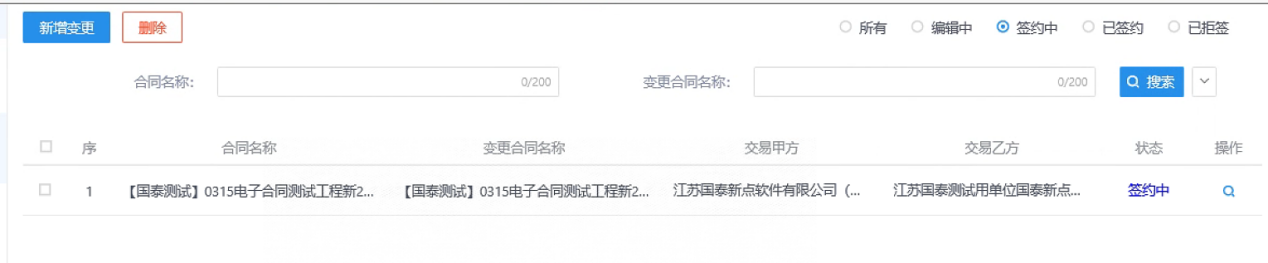 新增变更 删除 所有 编辑中 签约中 已签约 已拒签
合同名称： 0/200 变更合同名称： 0/200 搜索
序 合同名称 变更合同名称 交易甲方 交易乙方 状态 操作
1 【国泰测试】0315电子合同测试工程新2... 【国泰测试】0315电子合同测试工程新2... 江苏国泰新点软件有限公司（... 江苏国泰测试用单位国泰新点... 签约中